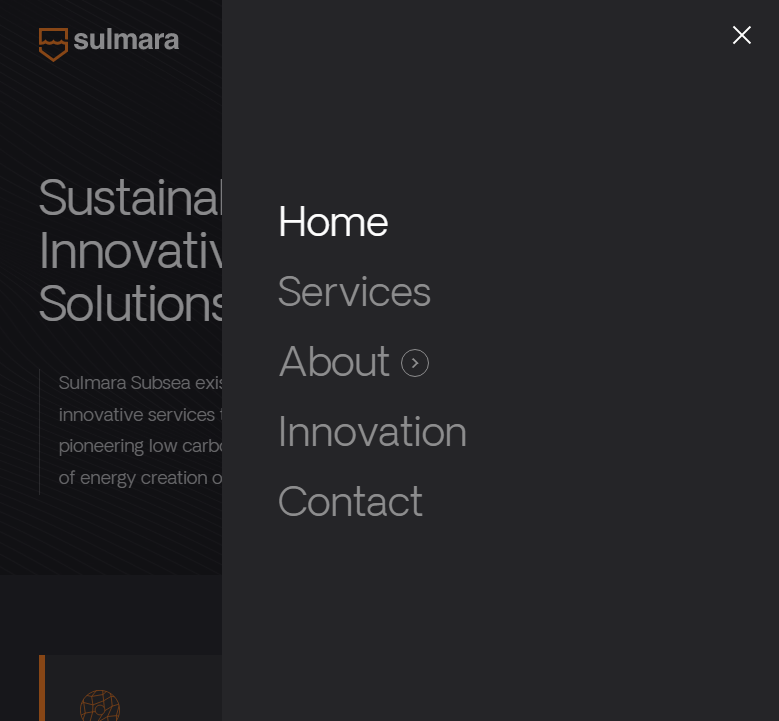 sulmara
Innovativ
Solutions
Sulmara Subsea exis
innovative services
pioneering low carbo
of energy creation o
Home
Services
About
Innovation
Contact